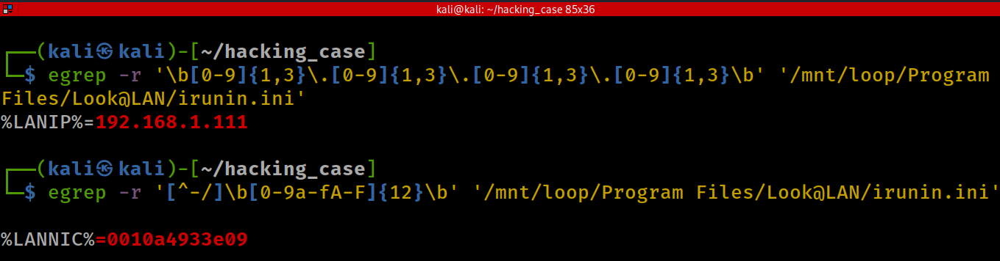 kali@kali: ~/hacking_case 85x36
┌──(kali㉿kali)-[~/hacking_case]
└─$ egrep -r '\b[0-9]{1,3}\.[0-9]{1,3}\.[0-9]{1,3}\.[0-9]{1,3}\b' '/mnt/loop/Program
Files/Look@LAN/irunin.ini'
%LANIP%=192.168.1.111
┌──(kali㉿kali)-[~/hacking_case]
└─$ egrep -r '[^-/]\b[0-9a-fA-F]{12}\b' '/mnt/loop/Program Files/Look@LAN/irunin.ini'
%LANNIC%=0010a4933e09